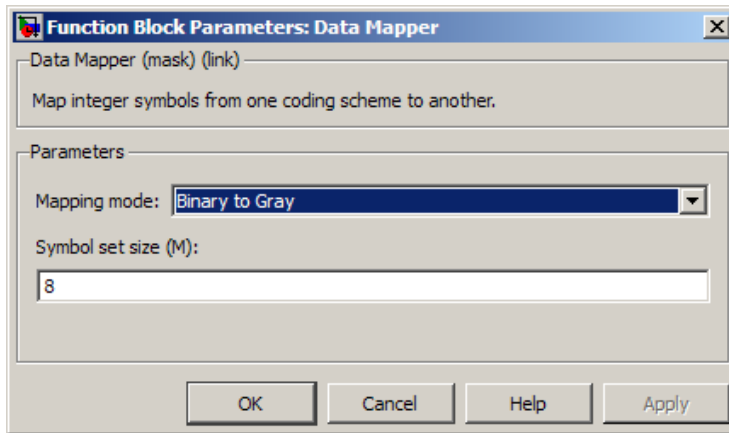 Function Block Parameters: Data Mapper
Data Mapper (mask) (link)
Map integer symbols from one coding scheme to another.
Parameters
Mapping mode: Binary to Gray
Symbol set size (M):
8
OK Cancel Help Apply